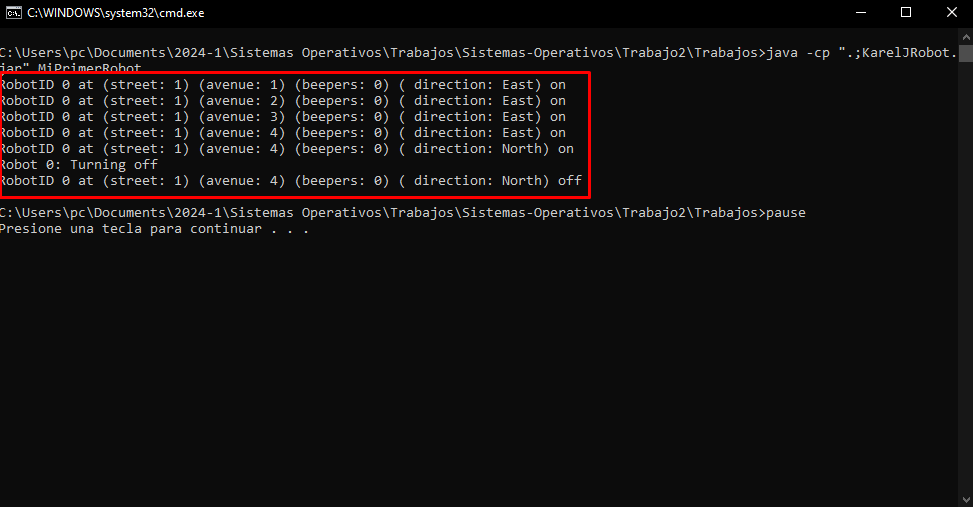 C:\WINDOWS\system32\cmd.exe
C:\Users\pc\Documents\2024-1\Sistemas Operativos\Trabajos\Sistemas-Operativos\Trabajo2\Trabajos>java -cp ".;KarelJRobot.
jar" MiPrimerRobot
RobotID 0 at (street: 1) (avenue: 1) (beepers: 0) ( direction: East) on
RobotID 0 at (street: 1) (avenue: 2) (beepers: 0) ( direction: East) on
RobotID 0 at (street: 1) (avenue: 3) (beepers: 0) ( direction: East) on
RobotID 0 at (street: 1) (avenue: 4) (beepers: 0) ( direction: East) on
RobotID 0 at (street: 1) (avenue: 4) (beepers: 0) ( direction: North) on
Robot 0: Turning off
RobotID 0 at (street: 1) (avenue: 4) (beepers: 0) ( direction: North) off
C:\Users\pc\Documents\2024-1\Sistemas Operativos\Trabajos\Sistemas-Operativos\Trabajo2\Trabajos>pause
Presione una tecla para continuar . . .